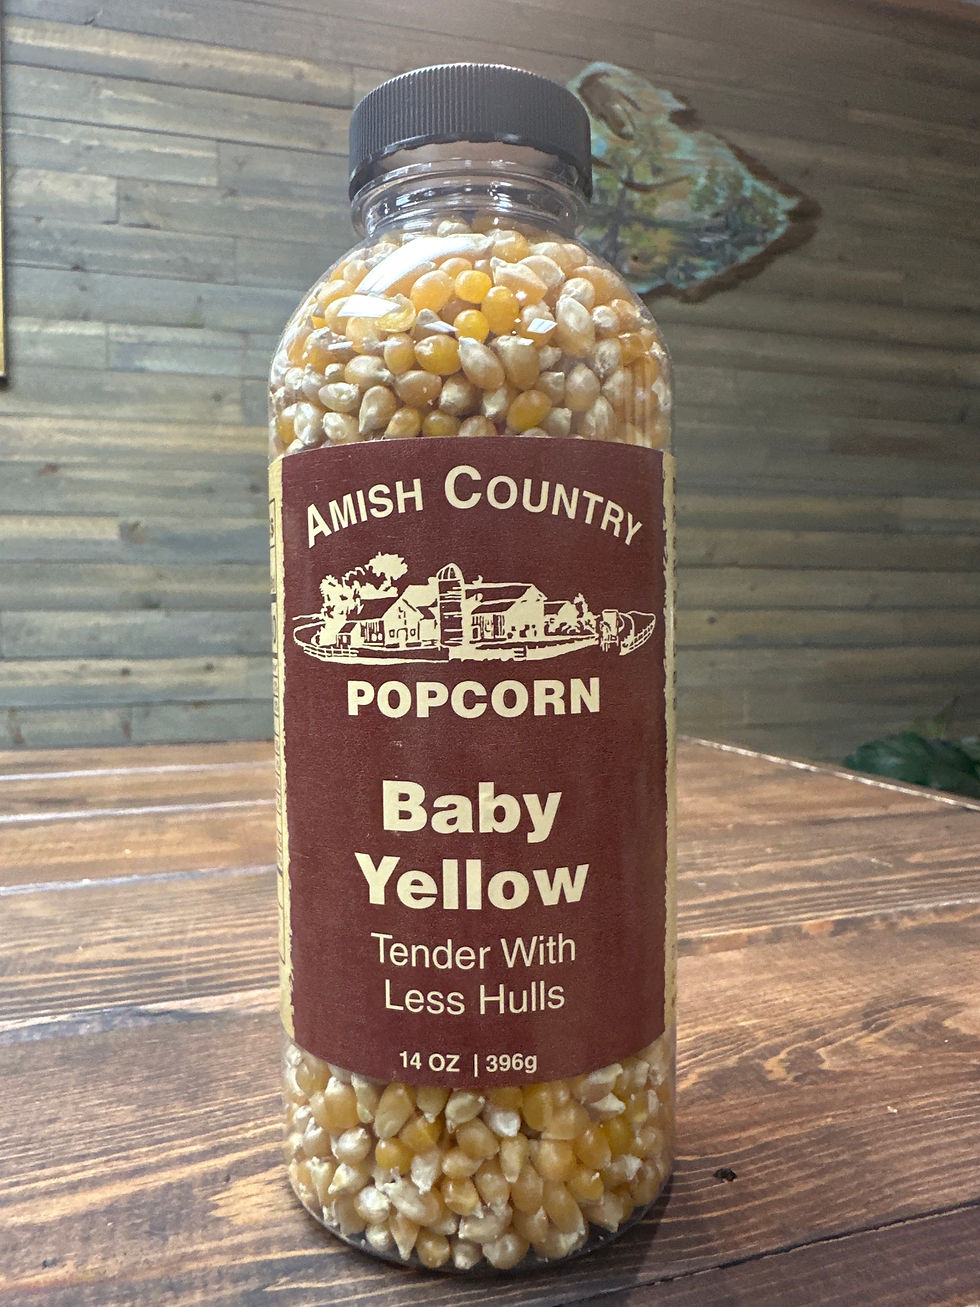 AMISH COUNTRY
POPCORN
Baby
Yellow
Tender With
Less Hulls
14 OZ | 396g